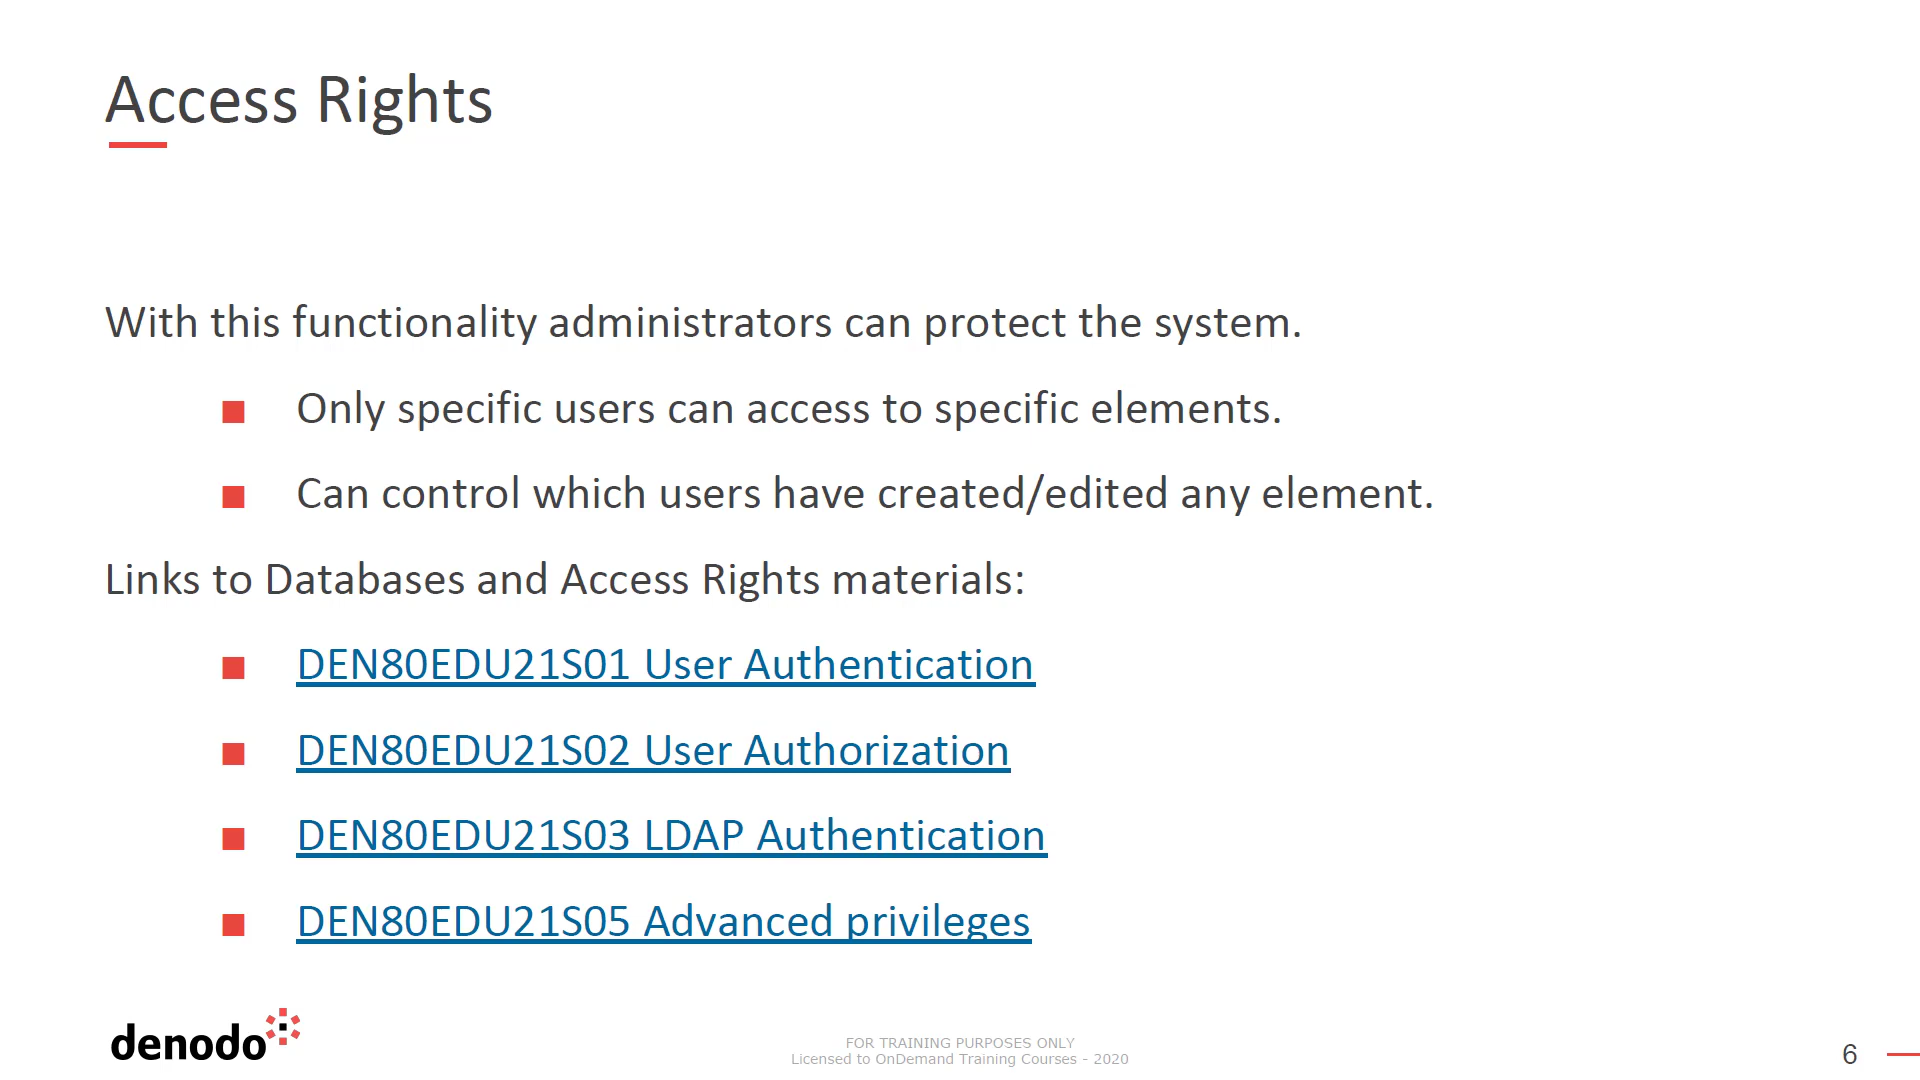 Access Rights
With this functionality administrators can protect the system.
Only specific users can access to specific elements.
Can control which users have created/edited any element.
Links to Databases and Access Rights materials:
DEN80EDU21S01 User Authentication
DEN80EDU21S02 User Authorization
DEN80EDU21S03 LDAP Authentication
DEN80EDU21S05 Advanced privileges
denodo
FOR TRAINING PURPOSES ONLY
Licensed to OnDemand Training Courses - 2020
6